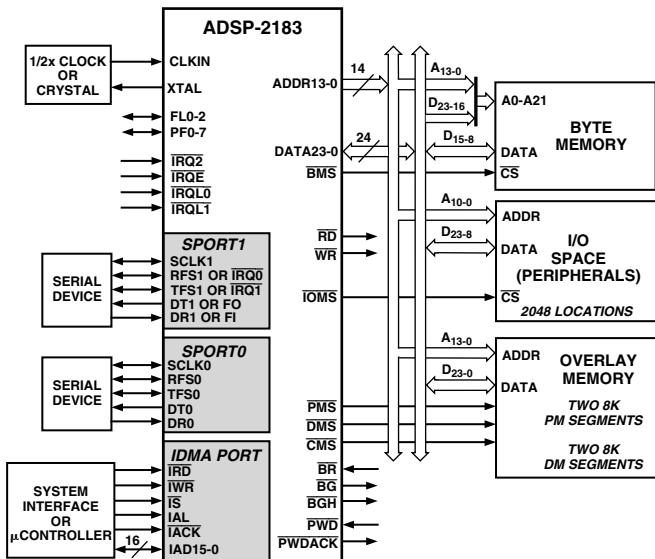 ADSP-2183
1/2x CLOCK
OR
CRYSTAL
CLKIN
XTAL
FL0-2
PF0-7
IRQ2
IRQE
IRQL0
IRQL1
ADDR13-0
14
DATA23-0
24
BMS
RD
WR
IOMS
PMS
DMS
CMS
BR
BG
BGH
PWD
PWDACK
SERIAL
DEVICE
SPORT1
SCLK1
RFS1 OR IRQ0
TFS1 OR IRQ1
DT1 OR FO
DR1 OR FI
SERIAL
DEVICE
SPORT0
SCLK0
RFS0
TFS0
DT0
DR0
SYSTEM
INTERFACE
OR
µCONTROLLER
16
IDMA PORT
IRD
IWR
IS
IAL
IACK
IAD15-0
A13-0
D23-16
D15-8
A0-A21
BYTE
MEMORY
DATA
CS
A10-0
D23-8
ADDR
I/O
SPACE
(PERIPHERALS)
DATA
CS
2048 LOCATIONS
A13-0
D23-0
ADDR
OVERLAY
MEMORY
DATA
TWO 8K
PM SEGMENTS
TWO 8K
DM SEGMENTS